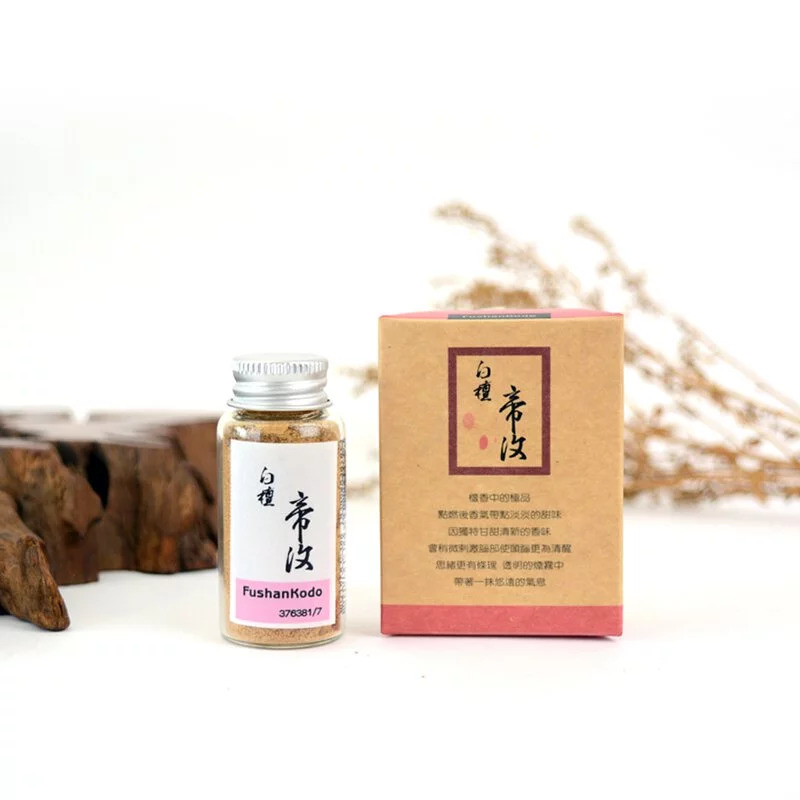 白檀
帝汶
FushanKodo
376381/7
FushanKodo
白檀
帝汶
檀香中的極品
點燃後香氣帶點淡淡的甜味
因獨特甘甜清新的香味
會稍微刺激腦部使頭腦更為清醒
思緒更有條理 透明的煙霧中
帶著一抹悠遠的氣息